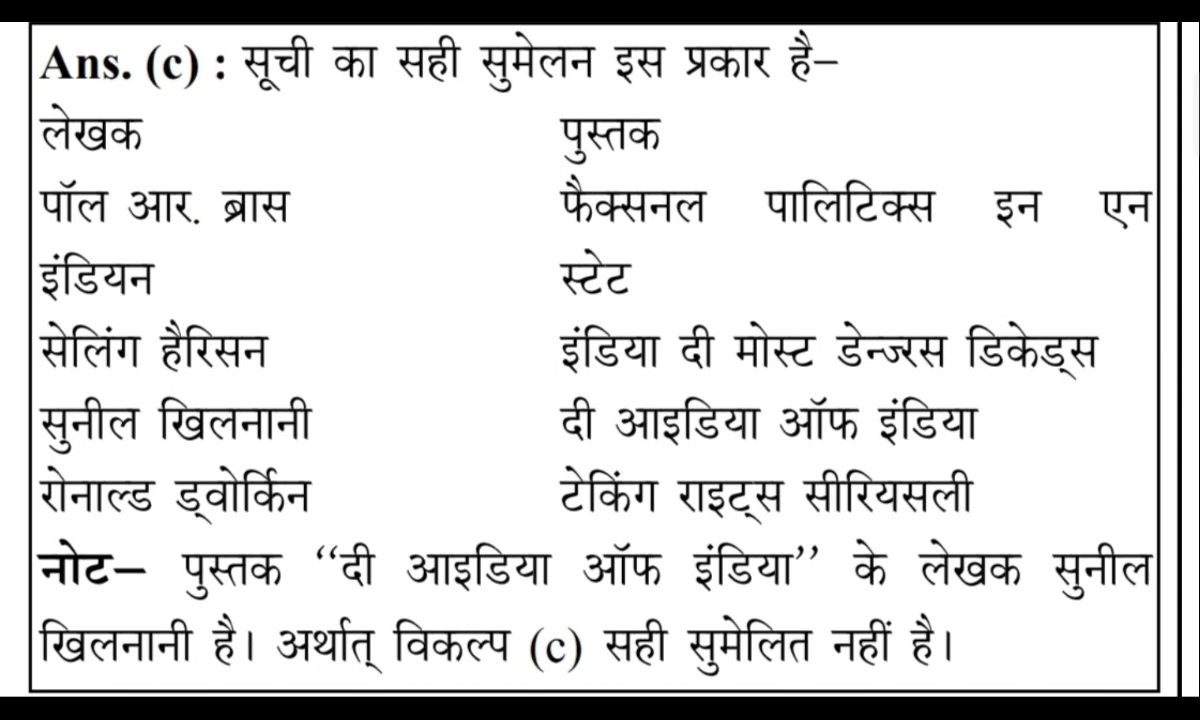 Ans. (c) : सूची का सही सुमेलन इस प्रकार है–
लेखक पुस्तक
पॉल आर. ब्रास फैक्सनल पालिटिक्स इन एन
इंडियन स्टेट
सेलिंग हैरिसन इंडिया दी मोस्ट डेन्जरस डिकेड्स
सुनील खिलनानी दी आइडिया ऑफ इंडिया
रोनाल्ड ड्वोर्किन टेकिंग राइट्स सीरियसली
नोट– पुस्तक ‘‘दी आइडिया ऑफ इंडिया’’ के लेखक सुनील
खिलनानी है। अर्थात् विकल्प (c) सही सुमेलित नहीं है।